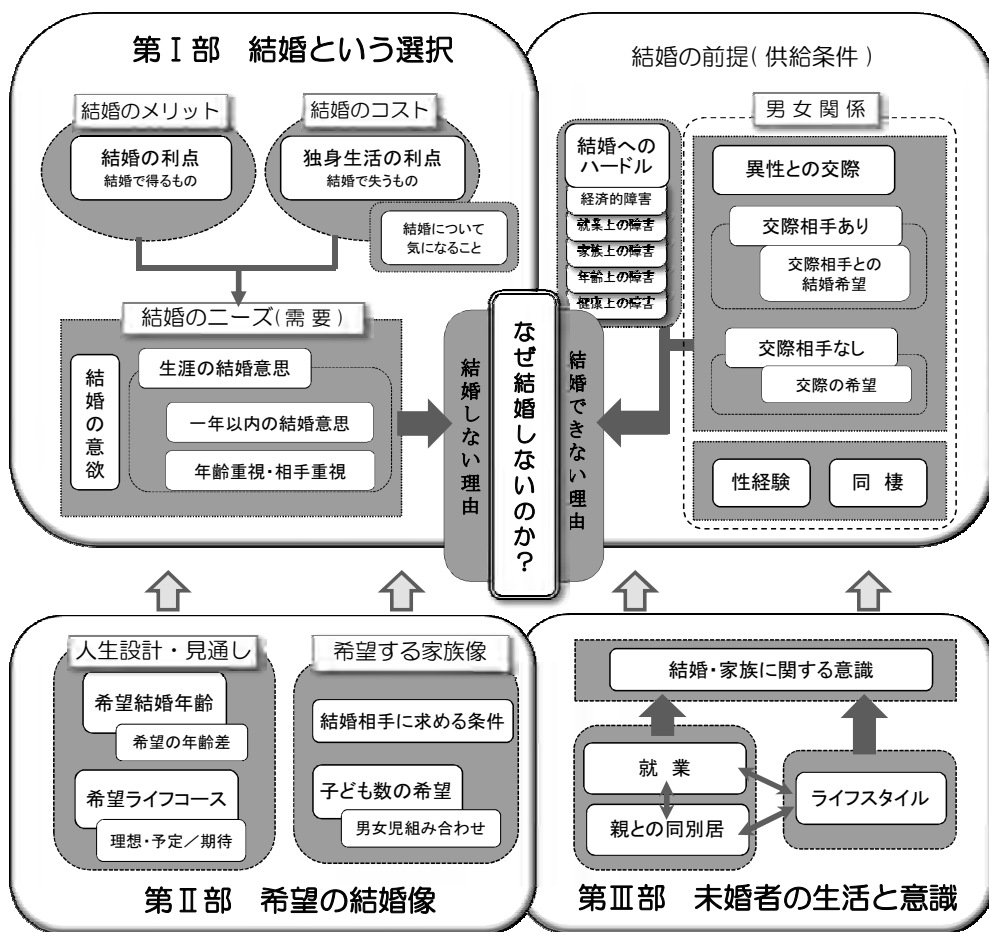 第Ⅰ部　結婚という選択
結婚のメリット
結婚の利点
結婚で得るもの
結婚のコスト
独身生活の利点
結婚で失うもの
結婚について
気になること
結婚のニーズ(需要)
結婚の意欲
生涯の結婚意思
一年以内の結婚意思
年齢重視・相手重視
結婚しない理由
なぜ結婚しないのか？
結婚できない理由
結婚の前提(供給条件)
結婚への
ハードル
経済的障害
就業上の障害
家族上の障害
年齢上の障害
健康上の障害
男女関係
異性との交際
交際相手あり
交際相手との
結婚希望
交際相手なし
交際の希望
性経験
同棲
人生設計・見通し
希望結婚年齢
希望の年齢差
希望ライフコース
理想・予定／期待
希望する家族像
結婚相手に求める条件
子ども数の希望
男女児組み合わせ
第Ⅱ部　希望の結婚像
結婚・家族に関する意識
就業
親との同別居
ライフスタイル
第Ⅲ部　未婚者の生活と意識